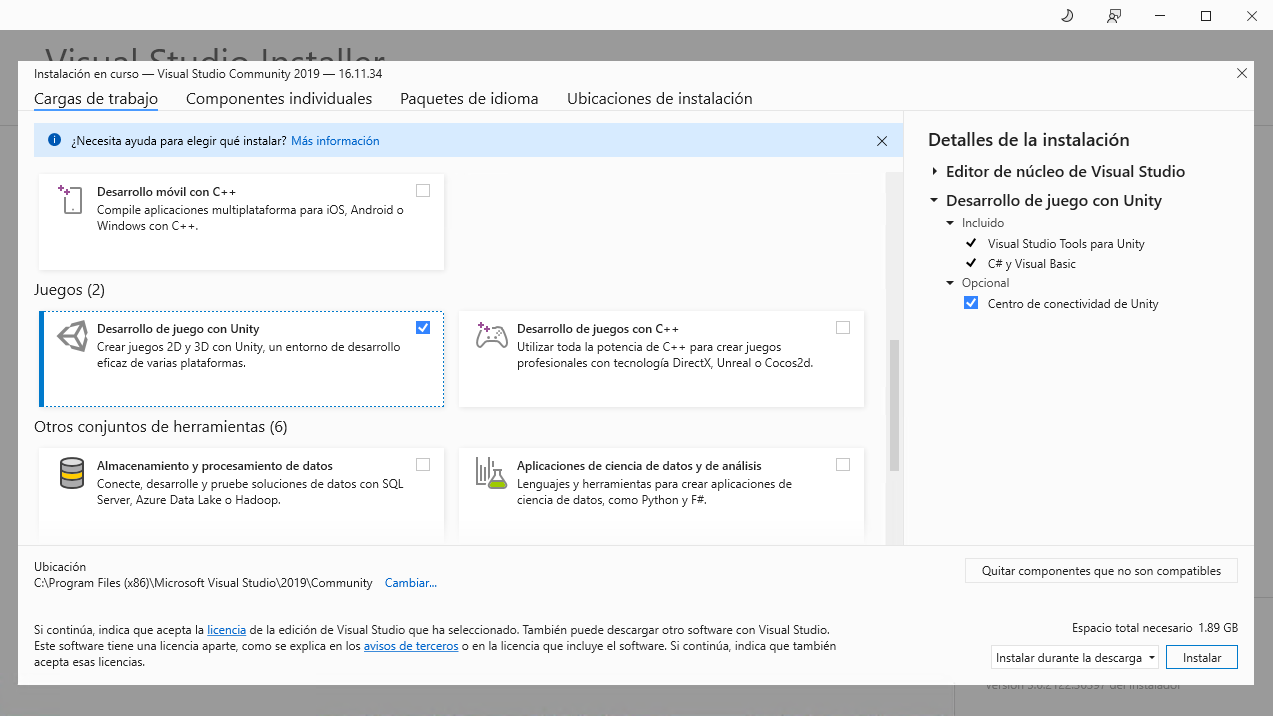 Visual Studio Installer
Instalación en curso — Visual Studio Community 2019 — 16.11.34
Cargas de trabajo
Componentes individuales
Paquetes de idioma
Ubicaciones de instalación
¿Necesita ayuda para elegir qué instalar? Más información
Desarrollo móvil con C++
Compile aplicaciones multiplataforma para iOS, Android o
Windows con C++.
Juegos (2)
Desarrollo de juego con Unity
Crear juegos 2D y 3D con Unity, un entorno de desarrollo
eficaz de varias plataformas.
Desarrollo de juegos con C++
Utilizar toda la potencia de C++ para crear juegos
profesionales con tecnología DirectX, Unreal o Cocos2d.
Otros conjuntos de herramientas (6)
Almacenamiento y procesamiento de datos
Conecte, desarrolle y pruebe soluciones de datos con SQL
Server, Azure Data Lake o Hadoop.
Aplicaciones de ciencia de datos y de análisis
Lenguajes y herramientas para crear aplicaciones de
ciencia de datos, como Python y F#.
Detalles de la instalación
Editor de núcleo de Visual Studio
Desarrollo de juego con Unity
Incluido
Visual Studio Tools para Unity
C# y Visual Basic
Opcional
Centro de conectividad de Unity
Ubicación
C:\Program Files (x86)\Microsoft Visual Studio\2019\Community Cambiar...
Quitar componentes que no son compatibles
Si continúa, indica que acepta la licencia de la edición de Visual Studio que ha seleccionado. También puede descargar otro software con Visual Studio.
Este software tiene una licencia aparte, como se explica en los avisos de terceros o en la licencia que incluye el software. Si continúa, indica que también
acepta esas licencias.
Espacio total necesario 1.89 GB
Instalar durante la descarga
Instalar
del instalador